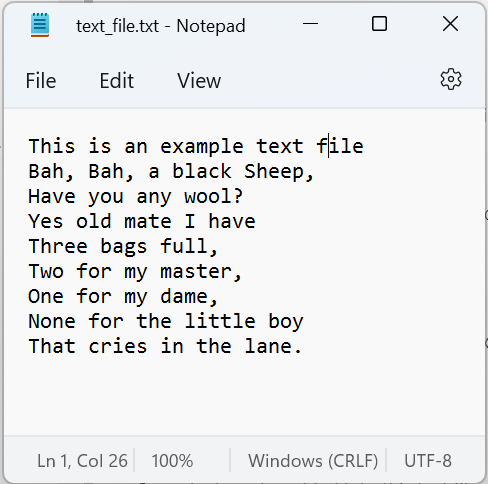 text_file.txt - Notepad
File Edit View
This is an example text file
Bah, Bah, a black Sheep,
Have you any wool?
Yes old mate I have
Three bags full,
Two for my master,
One for my dame,
None for the little boy
That cries in the lane.
Ln 1, Col 26 100% Windows (CRLF) UTF-8